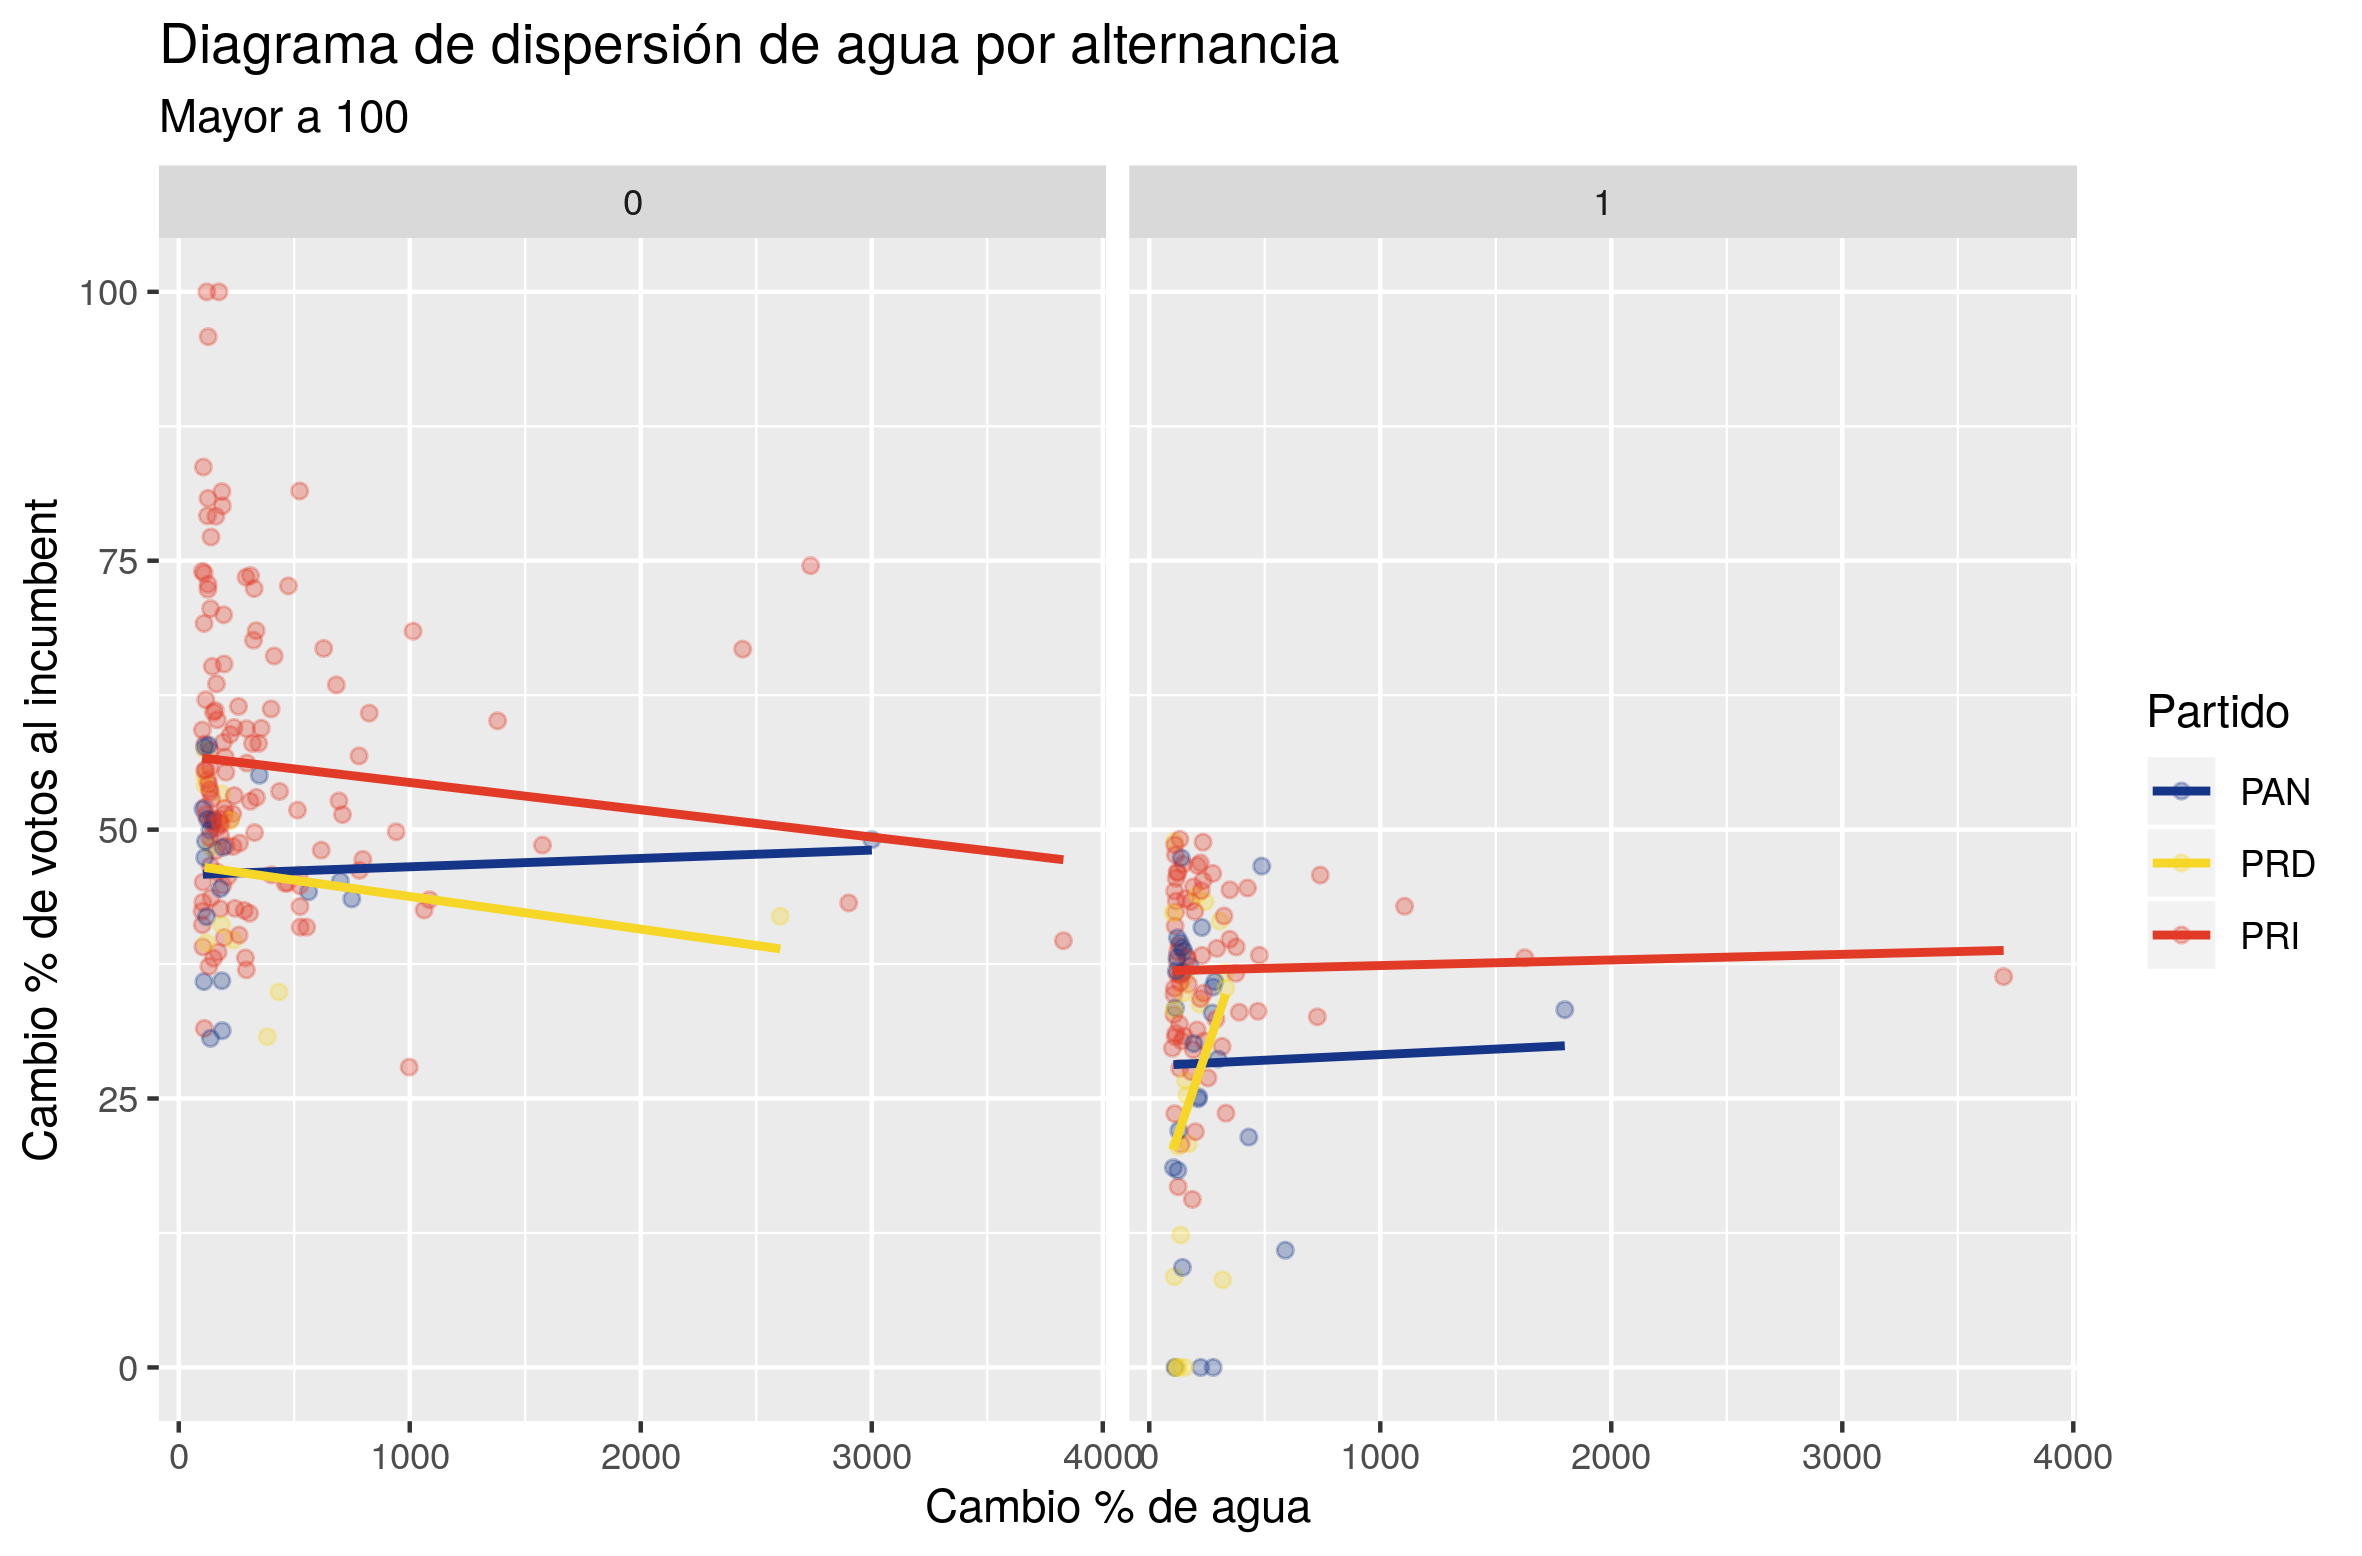 Diagrama de dispersión de agua por alternancia
Mayor a 100
0
1
100
75
50
25
0
Cambio % de votos al incumbent
0
1000
2000
3000
4000
0
1000
2000
3000
4000
Cambio % de agua
Partido
PAN
PRD
PRI